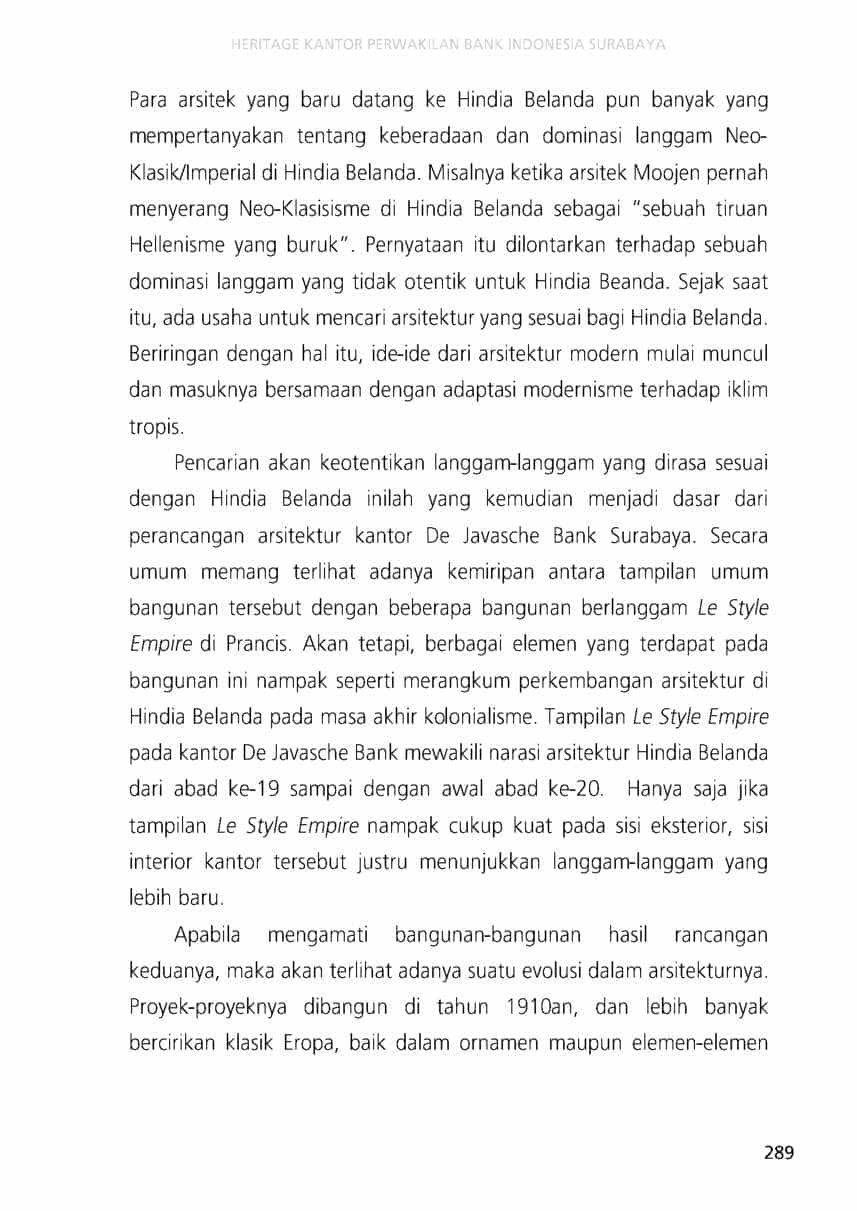 HERITAGE KANTOR PERWAKILAN BANK INDONESIA SURABAYA
Para arsitek yang baru datang ke Hindia Belanda pun banyak yang
mempertanyakan tentang keberadaan dan dominasi langgam Neo-
Klasik/Imperial di Hindia Belanda. Misalnya ketika arsitek Moojen pernah
menyerang Neo-Klasisisme di Hindia Belanda sebagai “sebuah tiruan
Hellenisme yang buruk”. Pernyataan itu dilontarkan terhadap sebuah
dominasi langgam yang tidak otentik untuk Hindia Beanda. Sejak saat
itu, ada usaha untuk mencari arsitektur yang sesuai bagi Hindia Belanda.
Beriringan dengan hal itu, ide-ide dari arsitektur modern mulai muncul
dan masuknya bersamaan dengan adaptasi modernisme terhadap iklim
tropis.
Pencarian akan keotentikan langgam-langgam yang dirasa sesuai
dengan Hindia Belanda inilah yang kemudian menjadi dasar dari
perancangan arsitektur kantor De Javasche Bank Surabaya. Secara
umum memang terlihat adanya kemiripan antara tampilan umum
bangunan tersebut dengan beberapa bangunan berlanggam Le Style
Empire di Prancis. Akan tetapi, berbagai elemen yang terdapat pada
bangunan ini nampak seperti merangkum perkembangan arsitektur di
Hindia Belanda pada masa akhir kolonialisme. Tampilan Le Style Empire
pada kantor De Javasche Bank mewakili narasi arsitektur Hindia Belanda
dari abad ke-19 sampai dengan awal abad ke-20. Hanya saja jika
tampilan Le Style Empire nampak cukup kuat pada sisi eksterior, sisi
interior kantor tersebut justru menunjukkan langgam-langgam yang
lebih baru.
Apabila mengamati bangunan-bangunan hasil rancangan
keduanya, maka akan terlihat adanya suatu evolusi dalam arsitekturnya.
Proyek-proyeknya dibangun di tahun 1910an, dan lebih banyak
bercirikan klasik Eropa, baik dalam ornamen maupun elemen-elemen
289